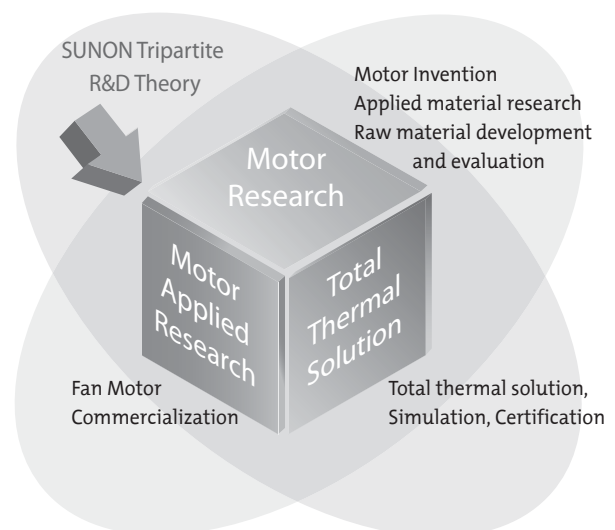 SUNON Tripartite
R&D Theory
Motor Invention
Applied material research
Raw material development
and evaluation
Motor
Research
Motor
Applied
Research
Total
Thermal
Solution
Fan Motor
Commercialization
Total thermal solution,
Simulation, Certification